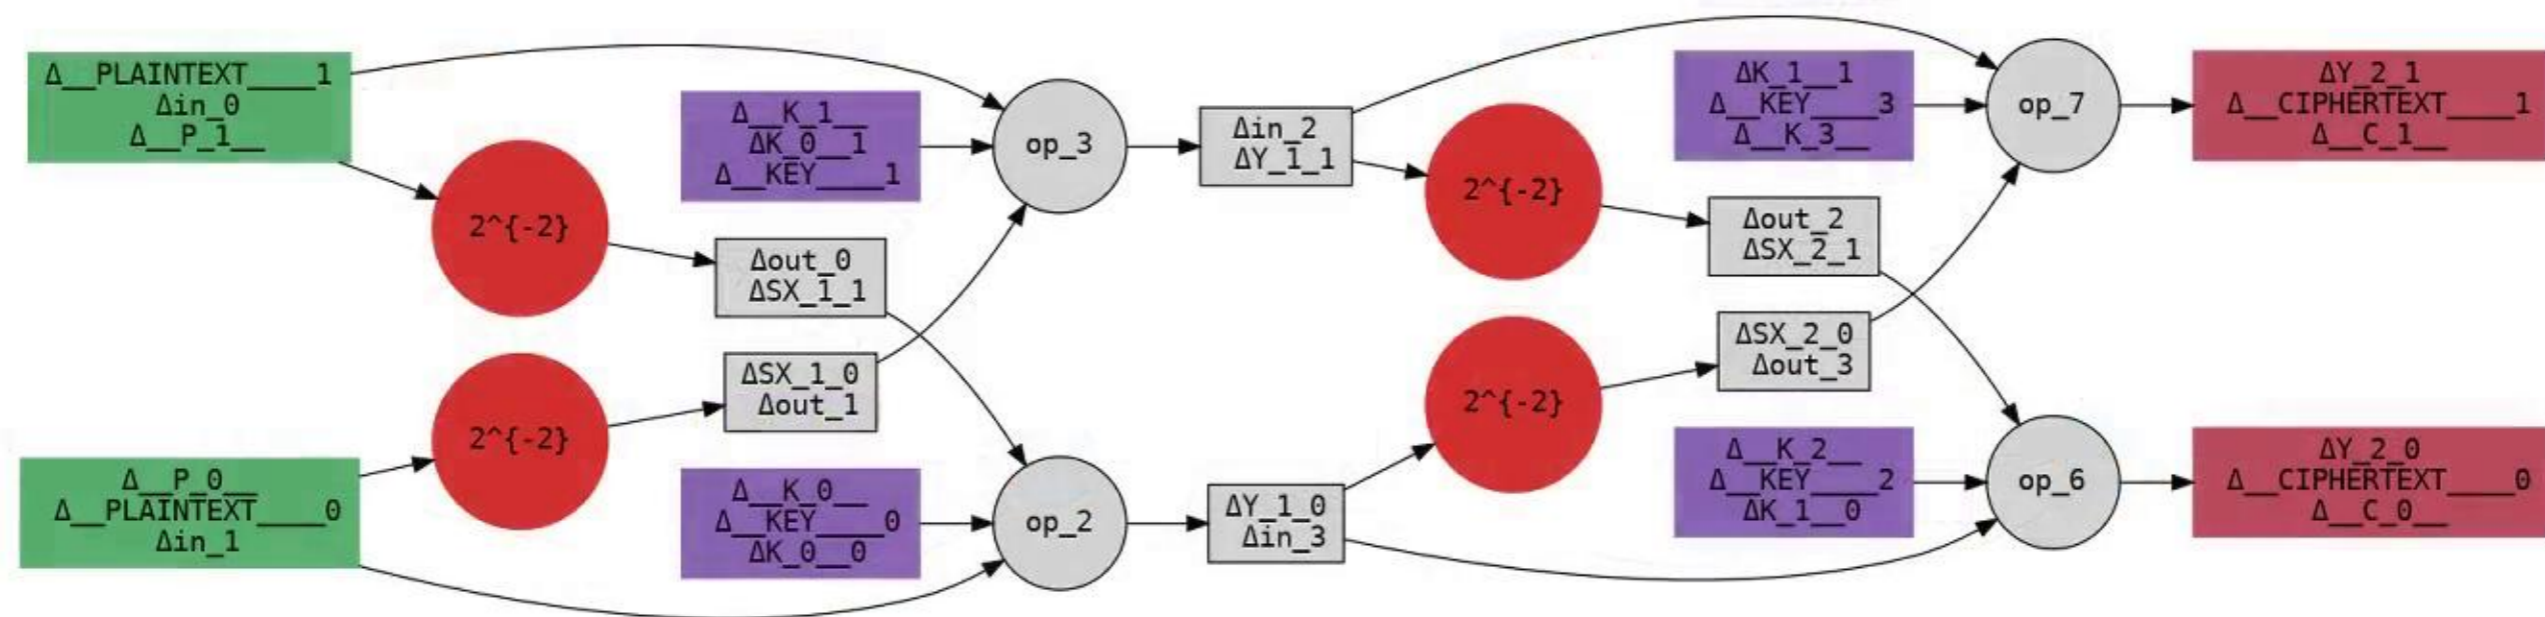 Δ__PLAINTEXT____1
Δin_0
Δ__P_1__
2^{-2}
Δ__K_1__
ΔK_0__1
Δ__KEY____1
Δout_0
ΔSX_1_1
op_3
Δin_2
ΔY_1_1
2^{-2}
ΔK_1__1
Δ__KEY____3
Δ__K_3__
Δout_2
ΔSX_2_1
op_7
ΔY_2_1
Δ__CIPHERTEXT____1
Δ__C_1__
Δ__P_0__
Δ__PLAINTEXT____0
Δin_1
2^{-2}
ΔSX_1_0
Δout_1
Δ__K_0__
Δ__KEY____0
ΔK_0__0
op_2
ΔY_1_0
Δin_3
2^{-2}
ΔSX_2_0
Δout_3
Δ__K_2__
Δ__KEY____2
ΔK_1__0
op_6
ΔY_2_0
Δ__CIPHERTEXT____0
Δ__C_0__